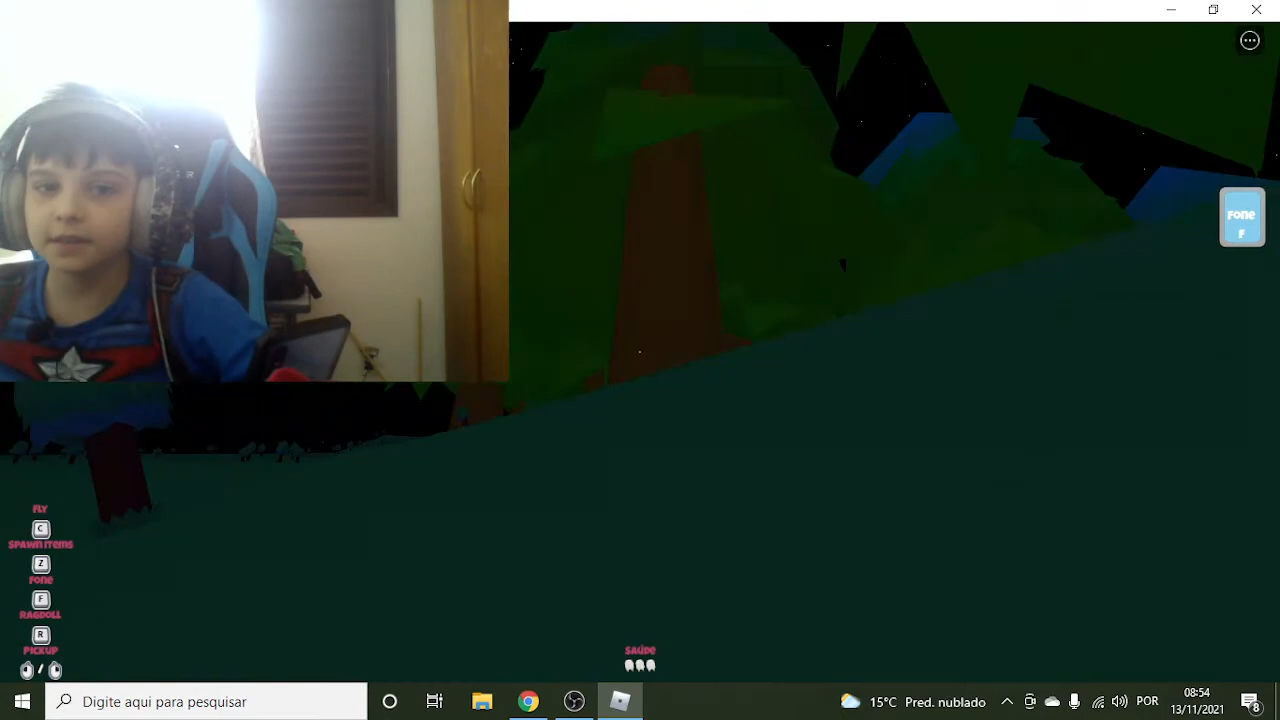 FONE
F
FLY
C
SPAWN ITEMS
Z
FONE
F
RAGDOLL
R
PICKUP
/
SAÚDE
Digite aqui para pesquisar
15°C Pred. nublado
POR
08:54
13/11/2021
8